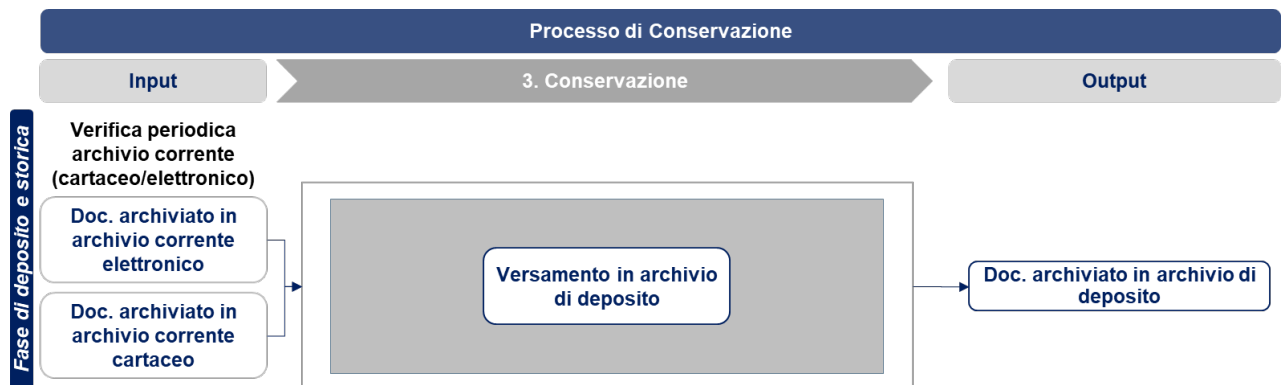 Processo di Conservazione
Input
3. Conservazione
Output
Fase di deposito e storica
Verifica periodica
archivio corrente
(cartaceo/elettronico)
Doc. archiviato in
archivio corrente
elettronico
Doc. archiviato in
archivio corrente
cartaceo
Versamento in archivio
di deposito
Doc. archiviato in archivio di
deposito